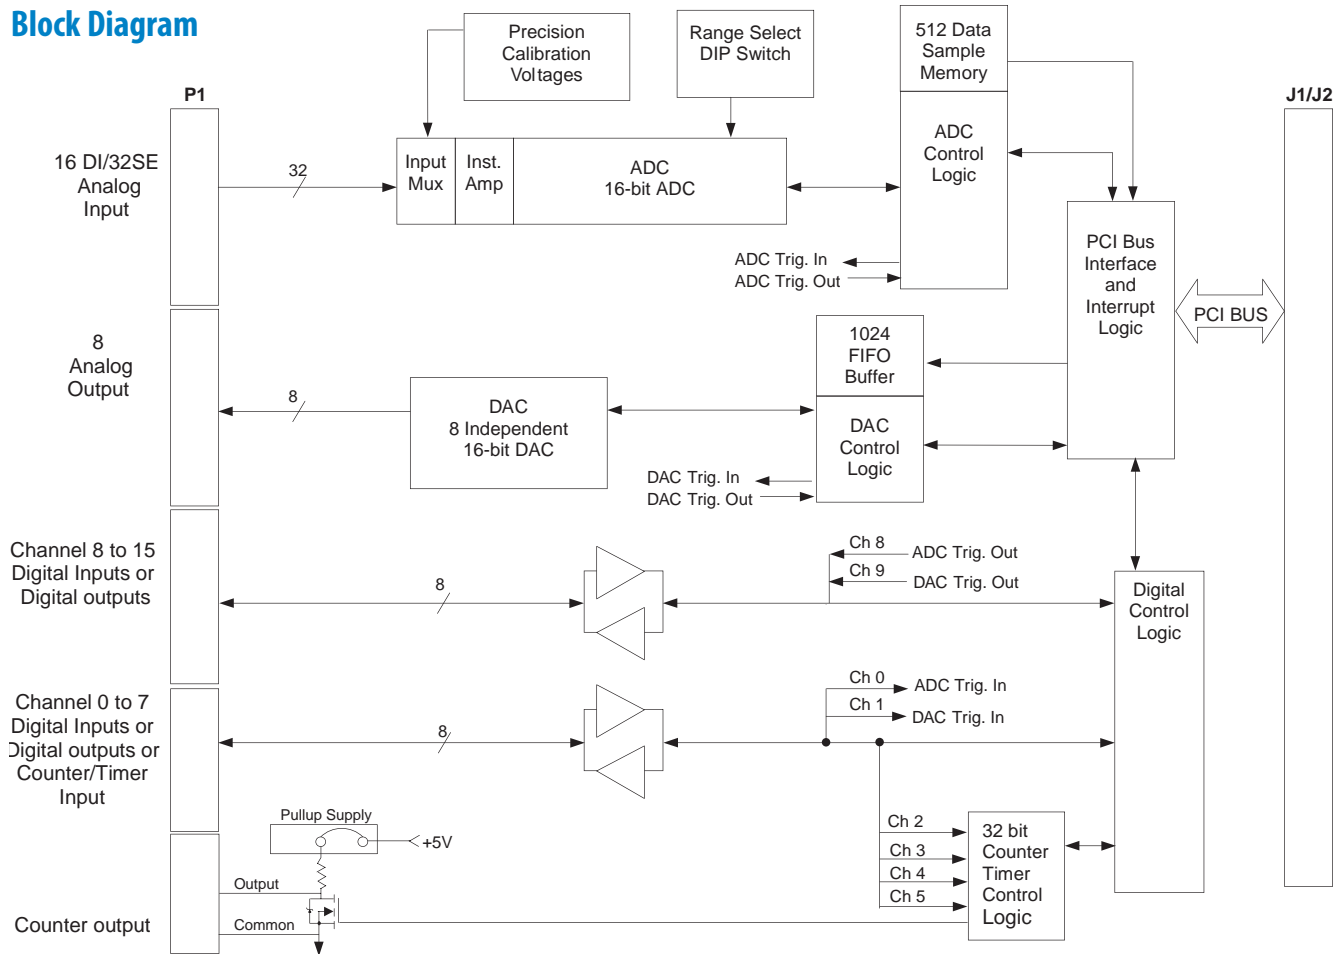 Block Diagram
Precision
Calibration
Voltages
Range Select
DIP Switch
512 Data
Sample
Memory
P1
J1/J2
16 DI/32SE
Analog
Input
32
Input
Mux
Inst.
Amp
ADC
16-bit ADC
ADC
Control
Logic
ADC Trig. In
ADC Trig. Out
PCI Bus
Interface
and
Interrupt
Logic
PCI BUS
8
Analog
Output
8
DAC
8 Independent
16-bit DAC
1024
FIFO
Buffer
DAC
Control
Logic
DAC Trig. In
DAC Trig. Out
Channel 8 to 15
Digital Inputs or
Digital outputs
8
Ch 8
ADC Trig. Out
Ch 9
DAC Trig. Out
Digital
Control
Logic
Channel 0 to 7
Digital Inputs or
Digital outputs or
Counter/Timer
Input
8
Ch 0
ADC Trig. In
Ch 1
DAC Trig. In
Pullup Supply
+5V
Ch 2
Ch 3
Ch 4
Ch 5
32 bit
Counter
Timer
Control
Logic
Output
Counter output
Common